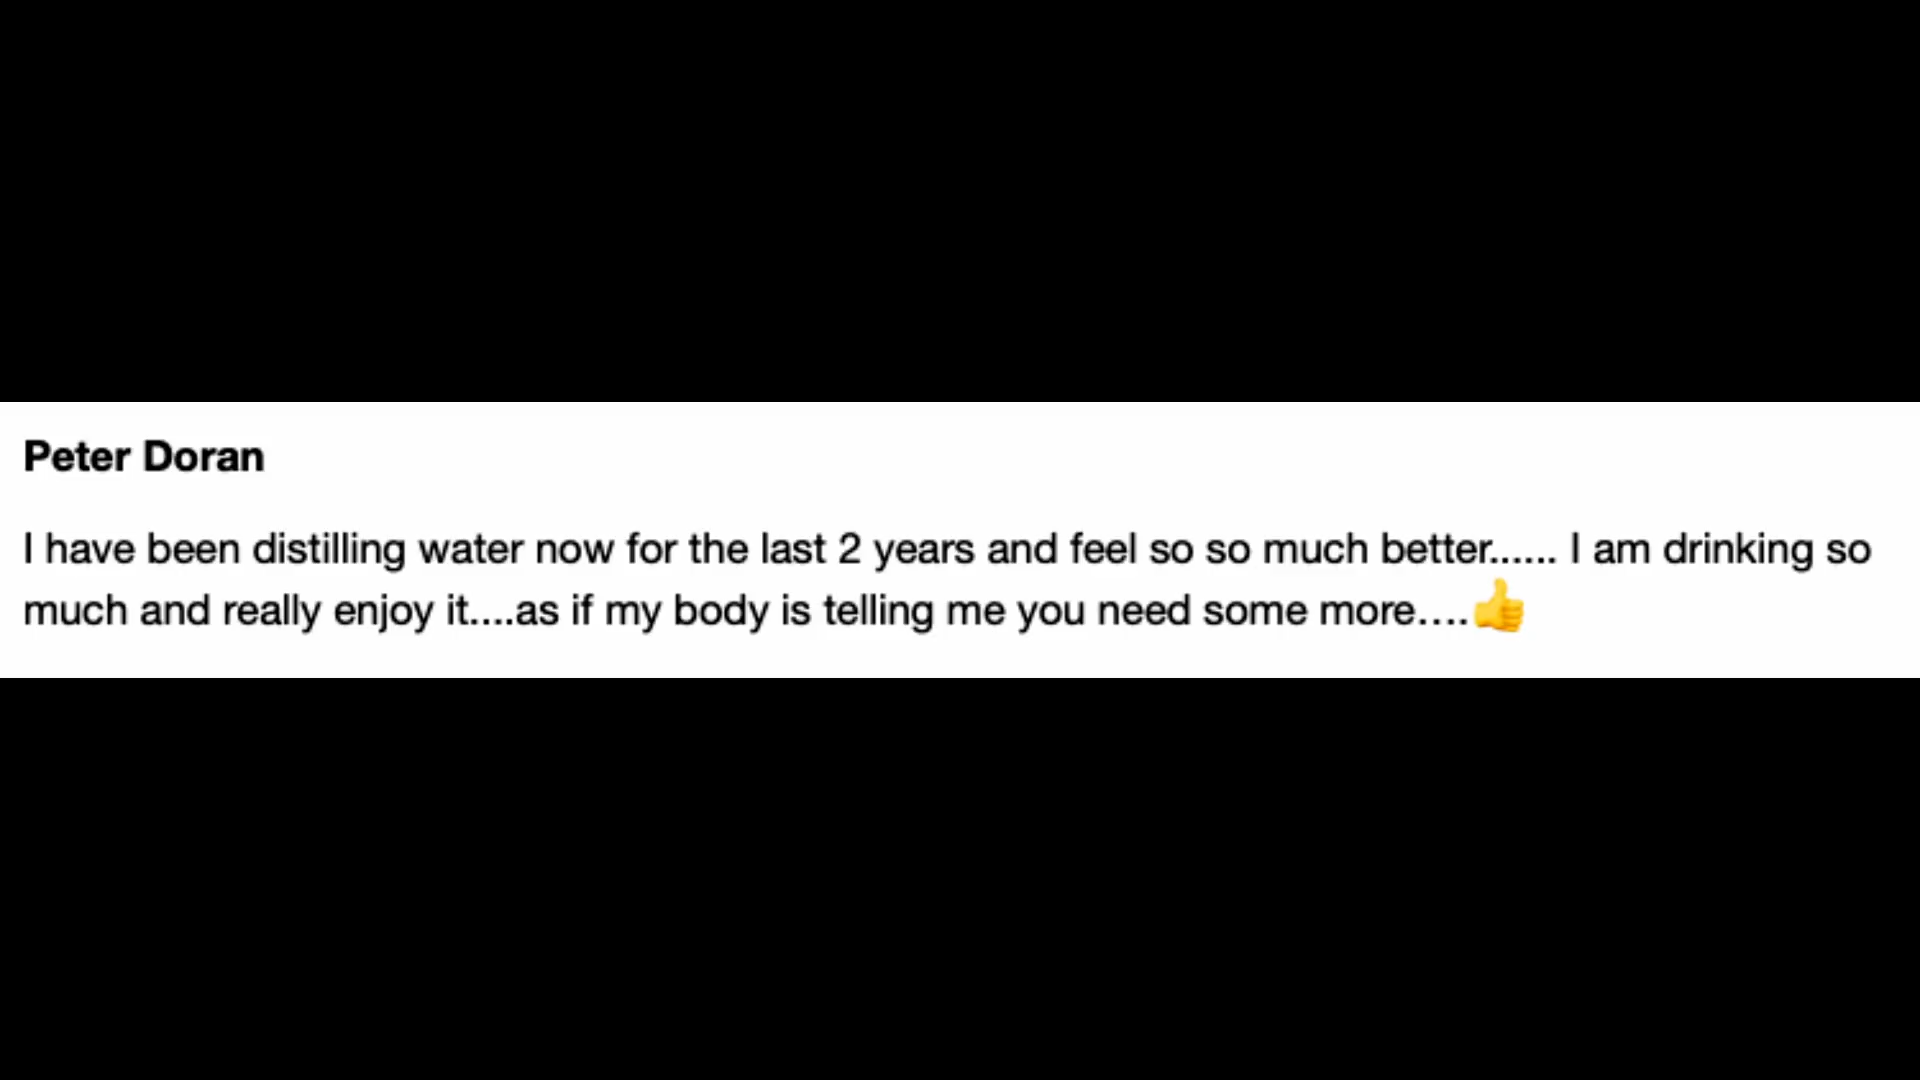 Peter Doran
I have been distilling water now for the last 2 years and feel so so much better...... I am drinking so
much and really enjoy it....as if my body is telling me you need some more....👍